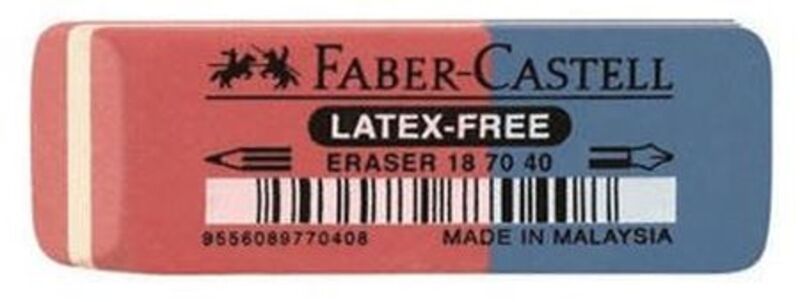 FABER-CASTELL
LATEX-FREE
ERASER 18 70 40
9556089770408 MADE IN MALAYSIA